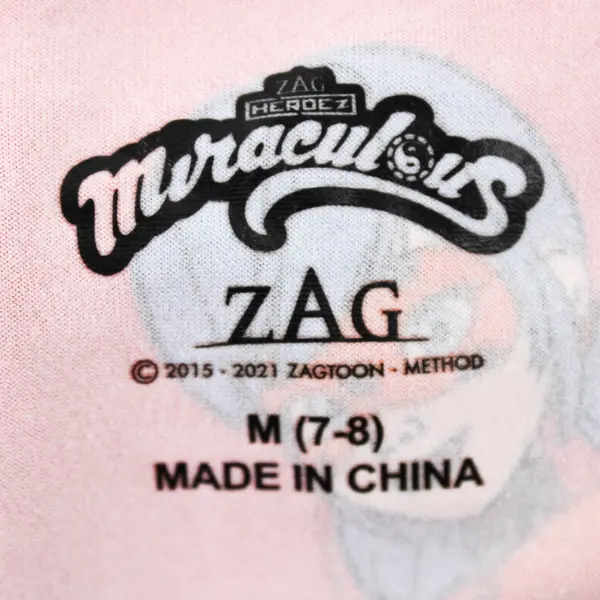 ZAG
HEROEZ
Miraculous
ZAG
© 2015 - 2021 ZAGTOON - METHOD
M (7-8)
MADE IN CHINA